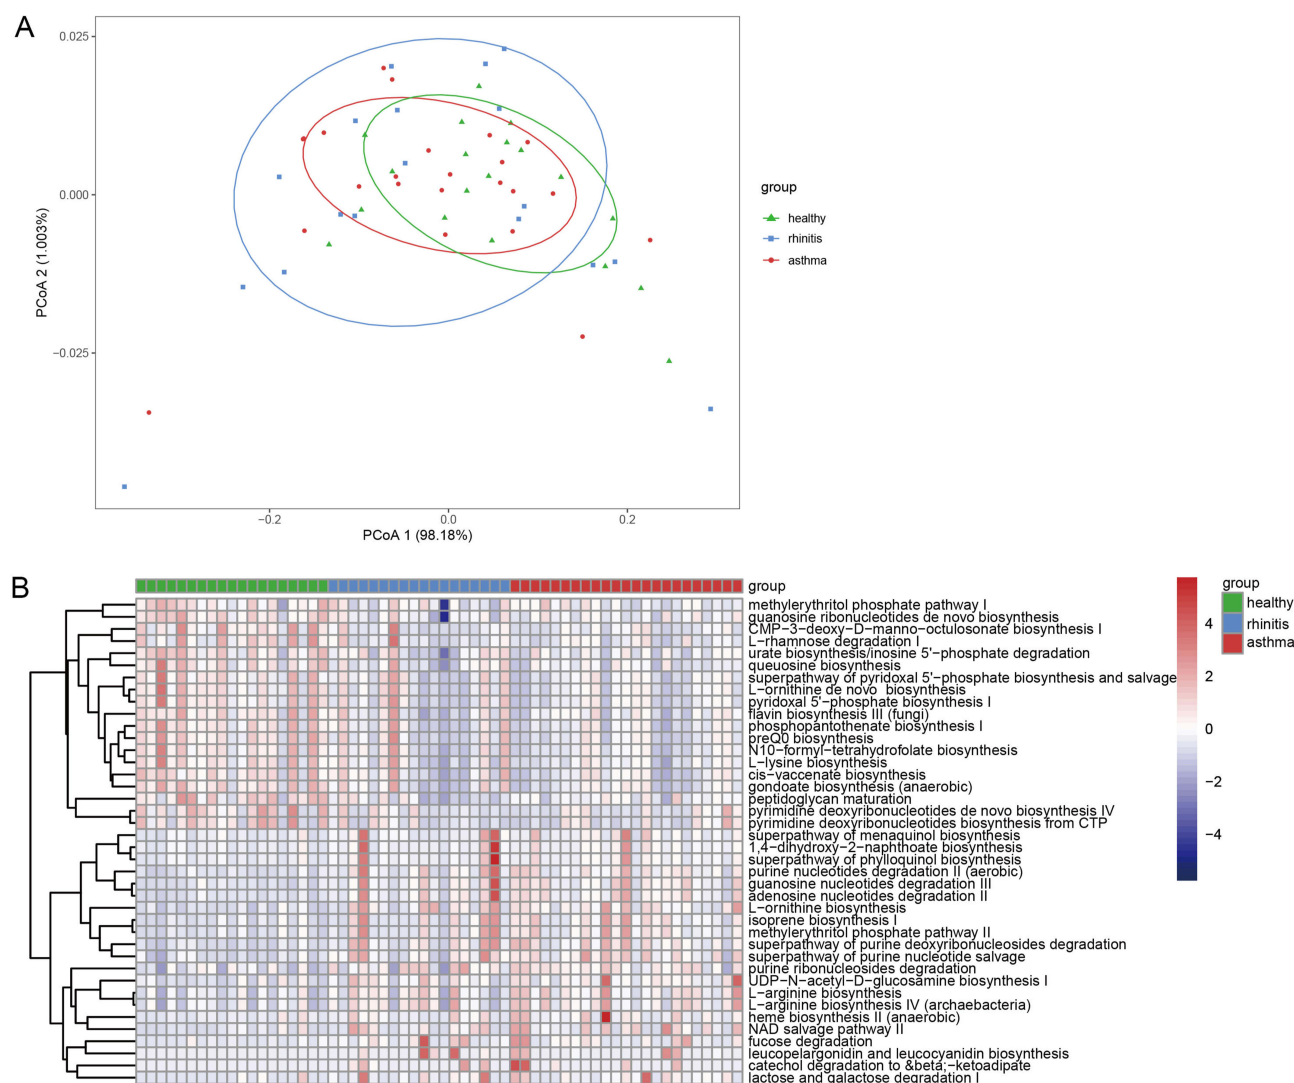 A
0.025
0.000
−0.025
PCoA 2 (1.003%)
−0.2
0.0
0.2
PCoA 1 (98.18%)
group
healthy
rhinitis
asthma
B
group
methylerythritol phosphate pathway I
guanosine ribonucleotides de novo biosynthesis
CMP−3−deoxy−D−manno−octulosonate biosynthesis I
L−rhamnose degradation I
urate biosynthesis/inosine 5'−phosphate degradation
queuosine biosynthesis
superpathway of pyridoxal 5'−phosphate biosynthesis and salvage
L−ornithine de novo  biosynthesis
pyridoxal 5'−phosphate biosynthesis I
flavin biosynthesis III (fungi)
phosphopantothenate biosynthesis I
preQ0 biosynthesis
N10−formyl−tetrahydrofolate biosynthesis
L−lysine biosynthesis
cis−vaccenate biosynthesis
gondoate biosynthesis (anaerobic)
peptidoglycan maturation
pyrimidine deoxyribonucleotides de novo biosynthesis IV
pyrimidine deoxyribonucleotides biosynthesis from CTP
superpathway of menaquinol biosynthesis
1,4−dihydroxy−2−naphthoate biosynthesis
superpathway of phylloquinol biosynthesis
purine nucleotides degradation II (aerobic)
guanosine nucleotides degradation III
adenosine nucleotides degradation II
L−ornithine biosynthesis
isoprene biosynthesis I
methylerythritol phosphate pathway II
superpathway of purine deoxyribonucleosides degradation
superpathway of purine nucleotide salvage
purine ribonucleosides degradation
UDP−N−acetyl−D−glucosamine biosynthesis I
L−arginine biosynthesis
L−arginine biosynthesis IV (archaebacteria)
heme biosynthesis II (anaerobic)
NAD salvage pathway II
fucose degradation
leucopelargonidin and leucocyanidin biosynthesis
catechol degradation to &beta;−ketoadipate
lactose and galactose degradation I
4
2
0
−2
−4
group
healthy
rhinitis
asthma